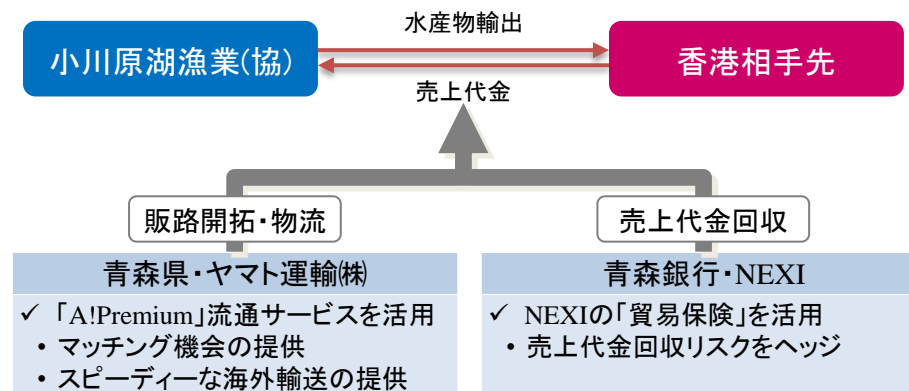 水産物輸出
小川原湖漁業(協)
香港相手先
売上代金
販路開拓・物流
売上代金回収
青森県・ヤマト運輸㈱
✓ 「A!Premium」流通サービスを活用
・マッチング機会の提供
・スピーディーな海外輸送の提供
青森銀行・NEXI
✓ NEXIの「貿易保険」を活用
・売上代金回収リスクをヘッジ